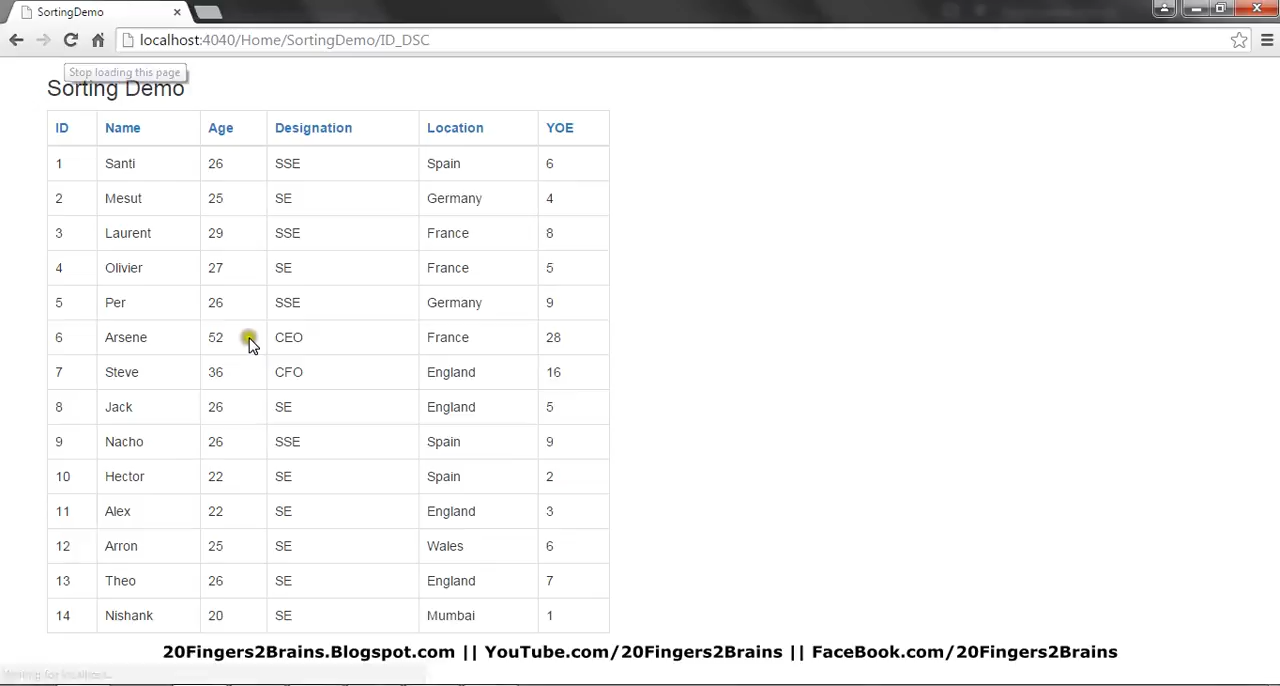 SortingDemo
localhost:4040/Home/SortingDemo/ID_DSC
Stop loading this page
Sorting Demo
ID Name Age Designation Location YOE
1 Santi 26 SSE Spain 6
2 Mesut 25 SE Germany 4
3 Laurent 29 SSE France 8
4 Olivier 27 SE France 5
5 Per 26 SSE Germany 9
6 Arsene 52 CEO France 28
7 Steve 36 CFO England 16
8 Jack 26 SE England 5
9 Nacho 26 SSE Spain 9
10 Hector 22 SE Spain 2
11 Alex 22 SE England 3
12 Arron 25 SE Wales 6
13 Theo 26 SE England 7
14 Nishank 20 SE Mumbai 1
20Fingers2Brains.Blogspot.com || YouTube.com/20Fingers2Brains || FaceBook.com/20Fingers2Brains
Waiting for localhost...